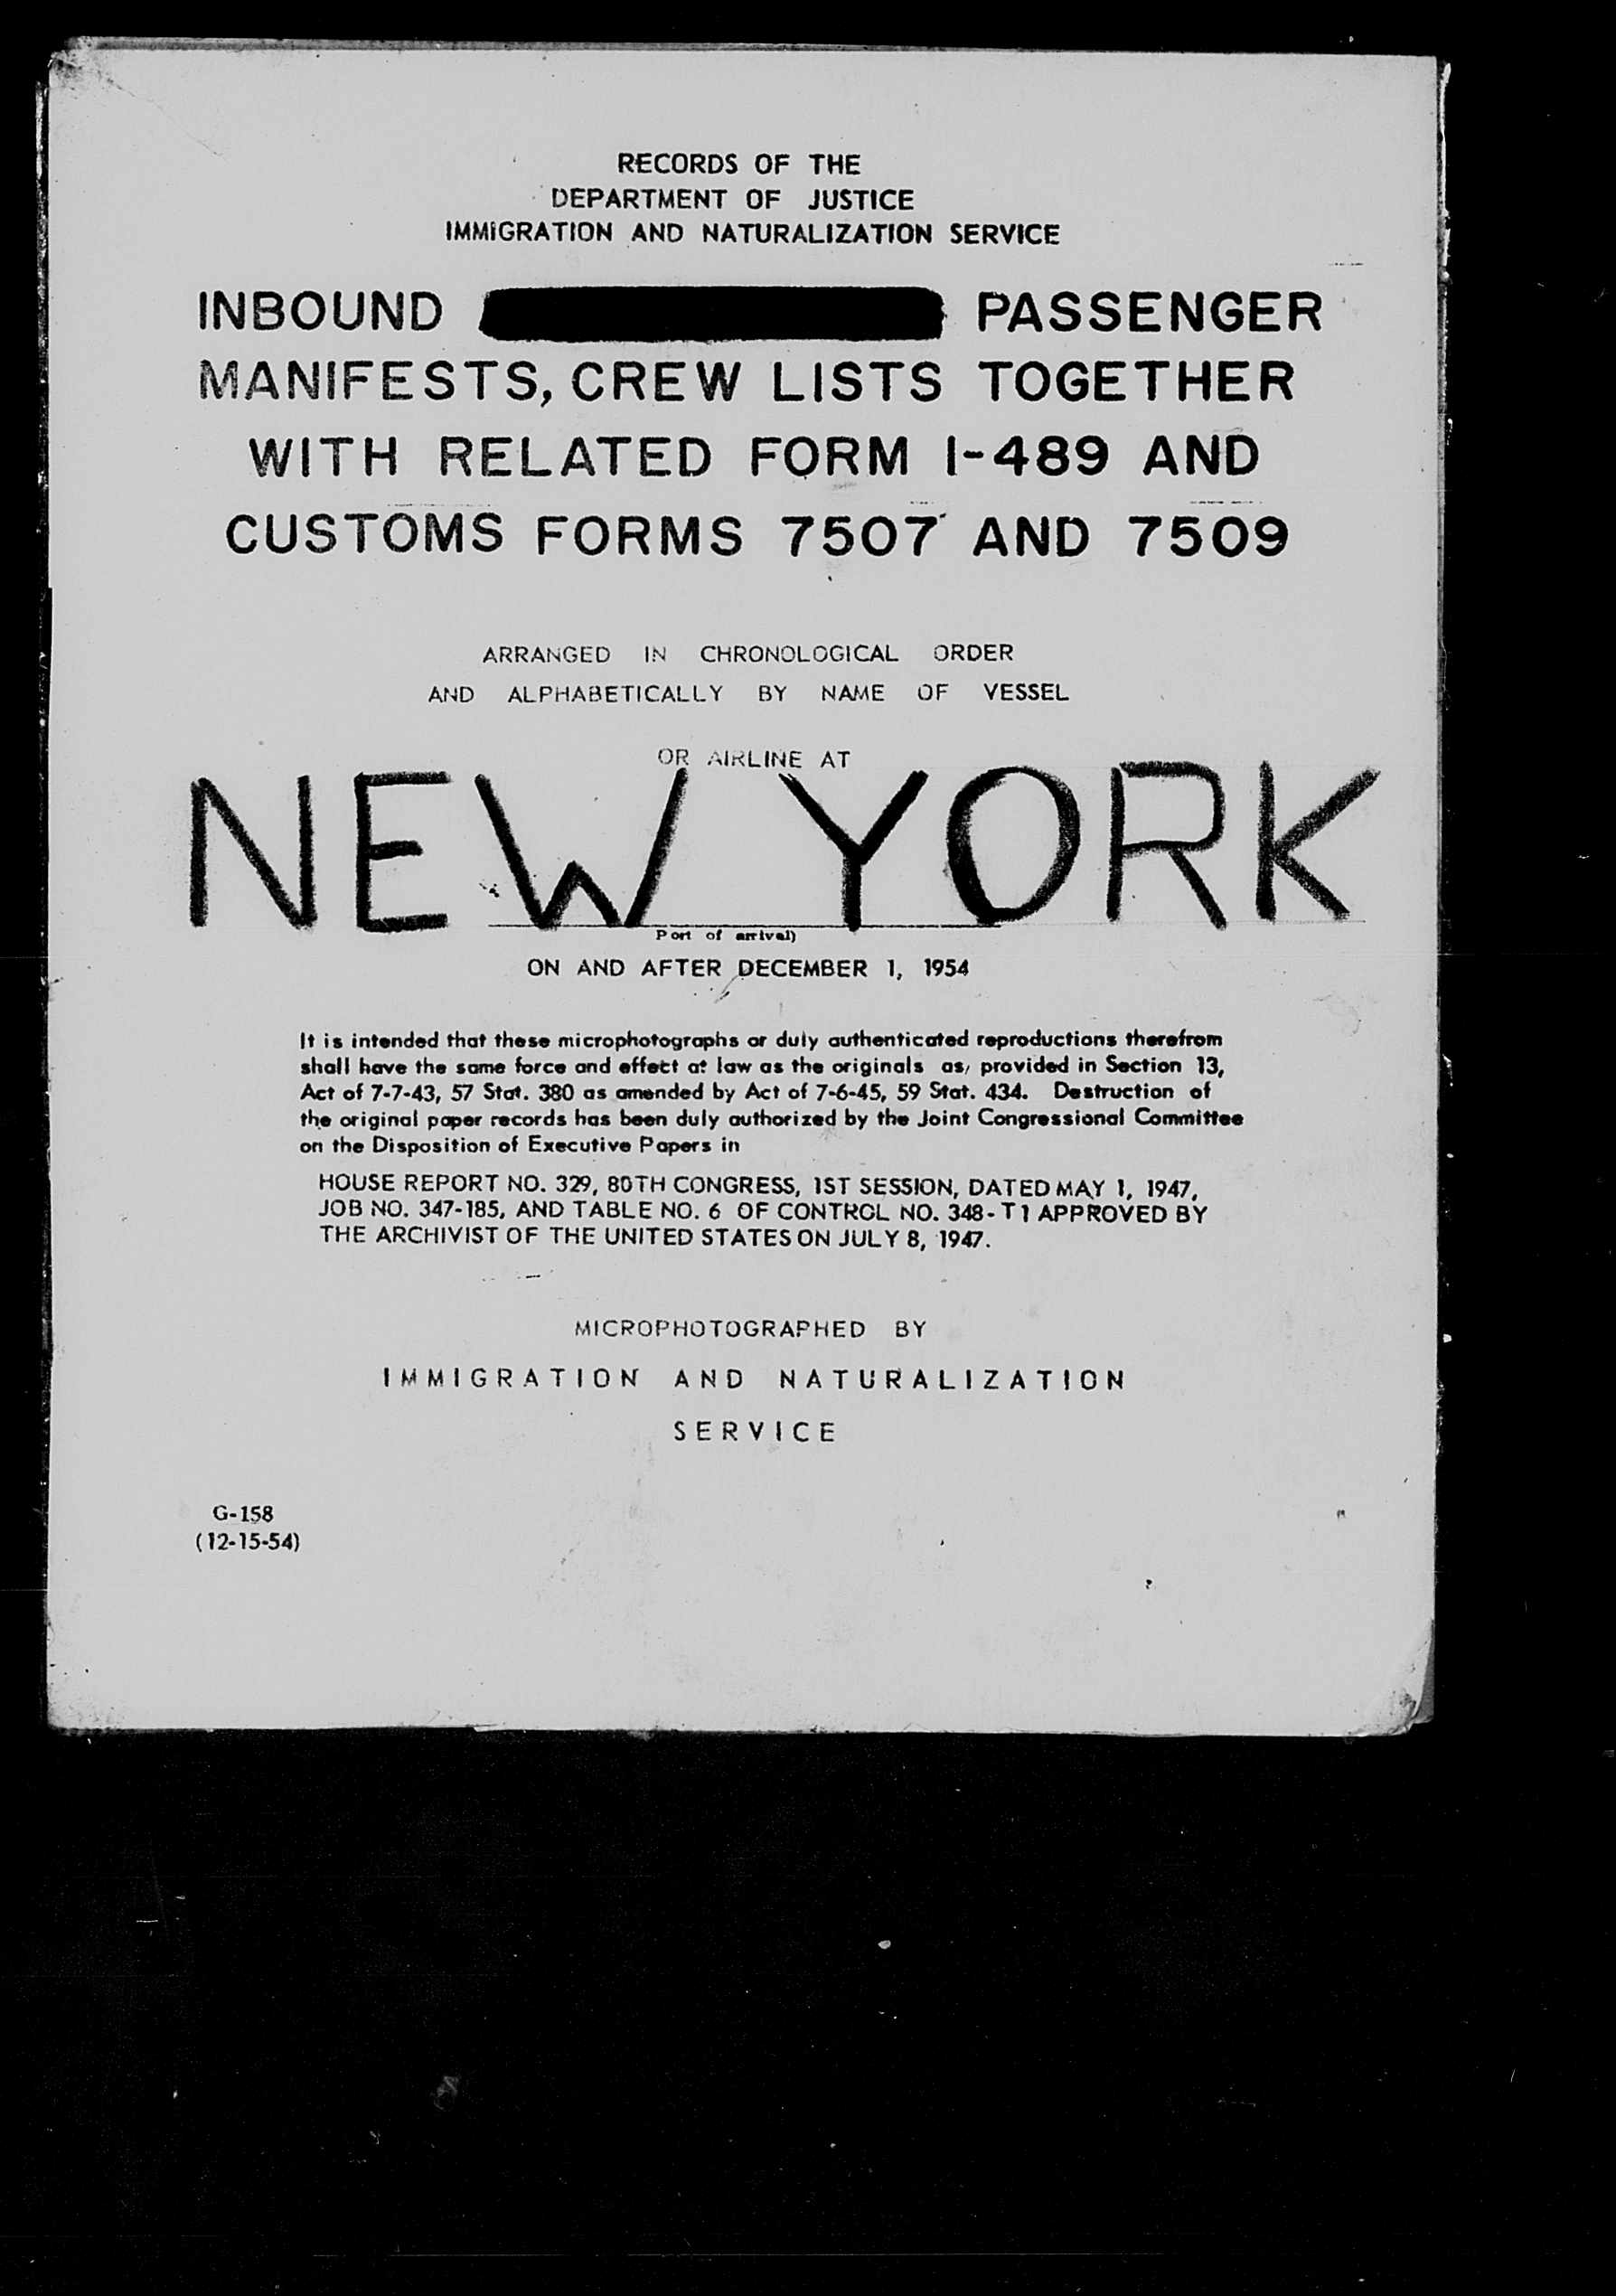 RECORDS OF THE
DEPARTMENT OF JUSTICE
IMMIGRATION AND NATURALIZATION SERVICE
INBOUND PASSENGER
MANIFESTS, CREW LISTS TOGETHER
WITH RELATED FORM I-489 AND
CUSTOMS FORMS 7507 AND 7509
ARRANGED IN CHRONOLOGICAL ORDER
AND ALPHABETICALLY BY NAME OF VESSEL
OR AIRLINE AT
NEW YORK
Port of arrival)
ON AND AFTER DECEMBER 1, 1954
It is intended that these microphotographs or duly authenticated reproductions therefrom
shall have the same force and effect at law as the originals as, provided in Section 13,
Act of 7-7-43, 57 Stat. 380 as amended by Act of 7-6-45, 59 Stat. 434. Destruction of
the original paper records has been duly authorized by the Joint Congressional Committee
on the Disposition of Executive Papers in
HOUSE REPORT NO. 329, 80TH CONGRESS, 1ST SESSION, DATED MAY 1, 1947,
JOB NO. 347-185, AND TABLE NO. 6 OF CONTROL NO. 348-T1 APPROVED BY
THE ARCHIVIST OF THE UNITED STATES ON JULY 8, 1947.
MICROPHOTOGRAPHED BY
IMMIGRATION AND NATURALIZATION
SERVICE
G-158
(12-15-54)